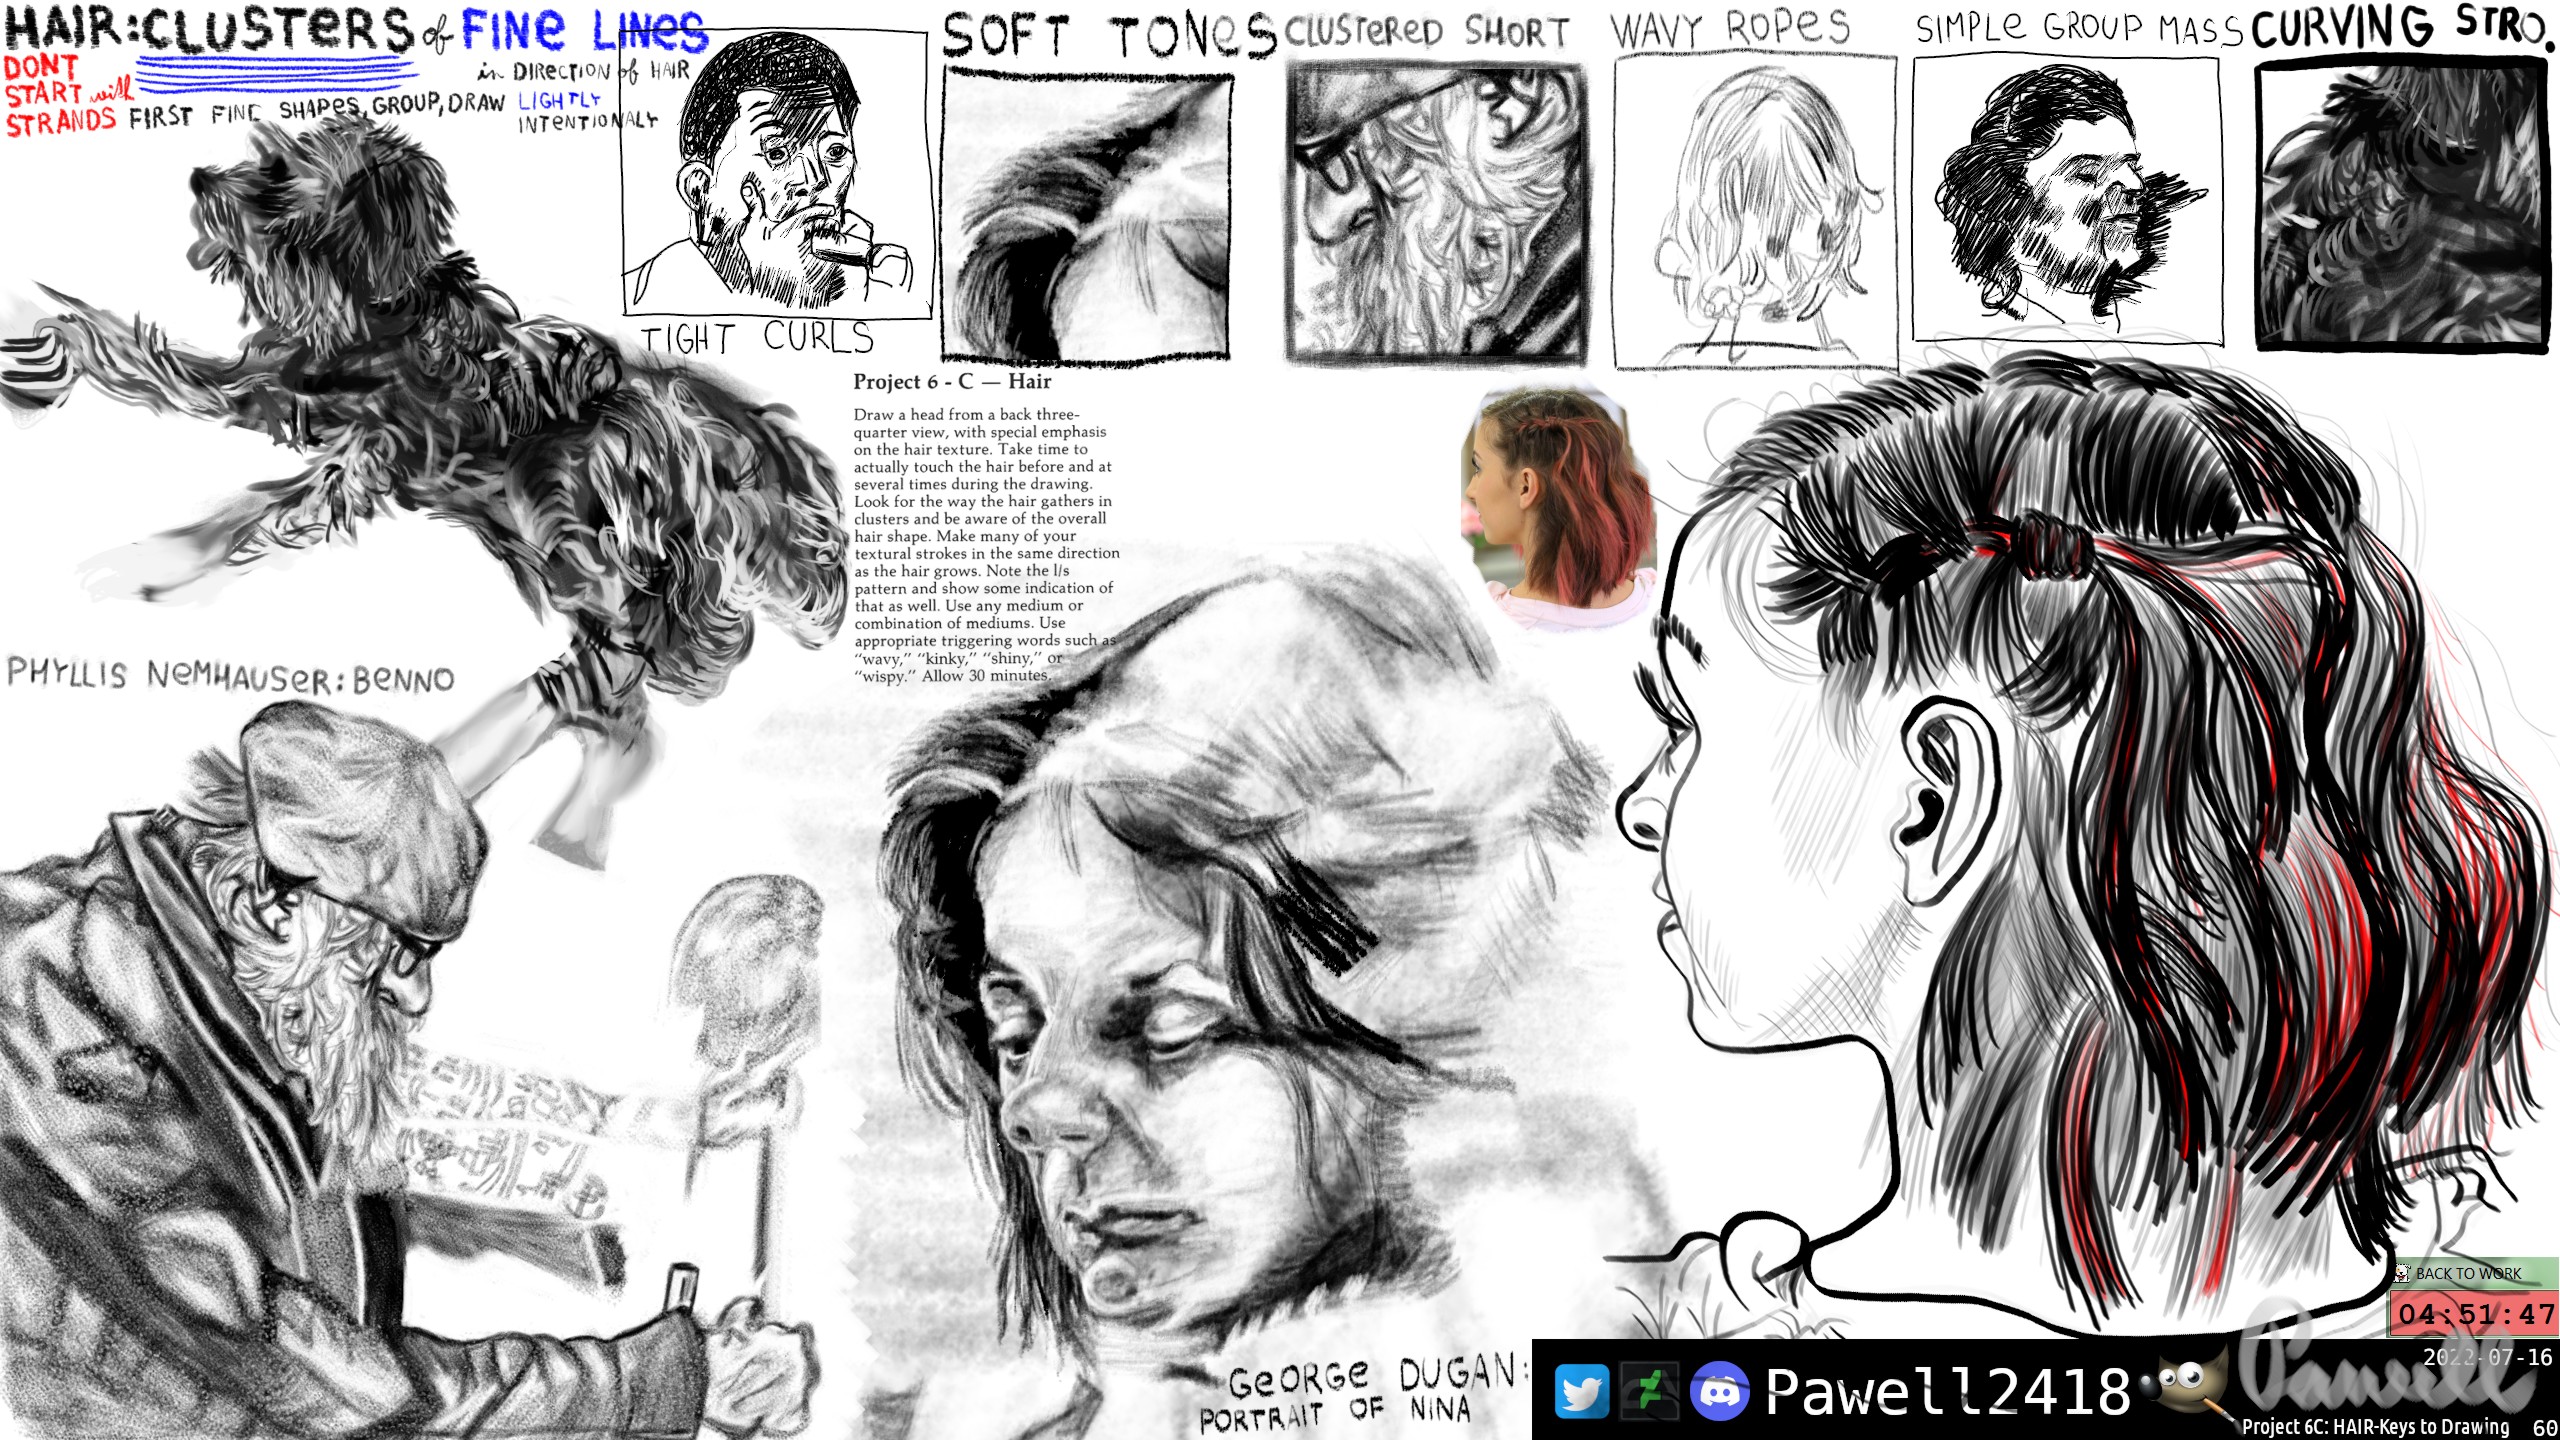 HAIR:CLUSTERS of FINE LINES
in DIRECTION of HAIR
DONT
START with
STRANDS FIRST FIND SHAPES, GROUP, DRAW LIGHTLY
INTENTIONALY
TIGHT CURLS
SOFT TONES
CLUSTERED SHORT
WAVY ROPES
SIMPLE GROUP MASS
CURVING STRO.
Project 6 - C — Hair
Draw a head from a back three-
quarter view, with special emphasis
on the hair texture. Take time to
actually touch the hair before and at
several times during the drawing.
Look for the way the hair gathers in
clusters and be aware of the overall
hair shape. Make many of your
textural strokes in the same direction
as the hair grows. Note the l/s
pattern and show some indication of
that as well. Use any medium or
combination of mediums. Use
appropriate triggering words such as
“wavy,” “kinky,” “shiny,” or
“wispy.” Allow 30 minutes.
PHYLLIS NEMHAUSER: BENNO
GEORGE DUGAN:
PORTRAIT OF NINA
BACK TO WORK
04:51:47
2022-07-16
Pawell2418
Pawell
Project 6C: HAIR-Keys to Drawing 60